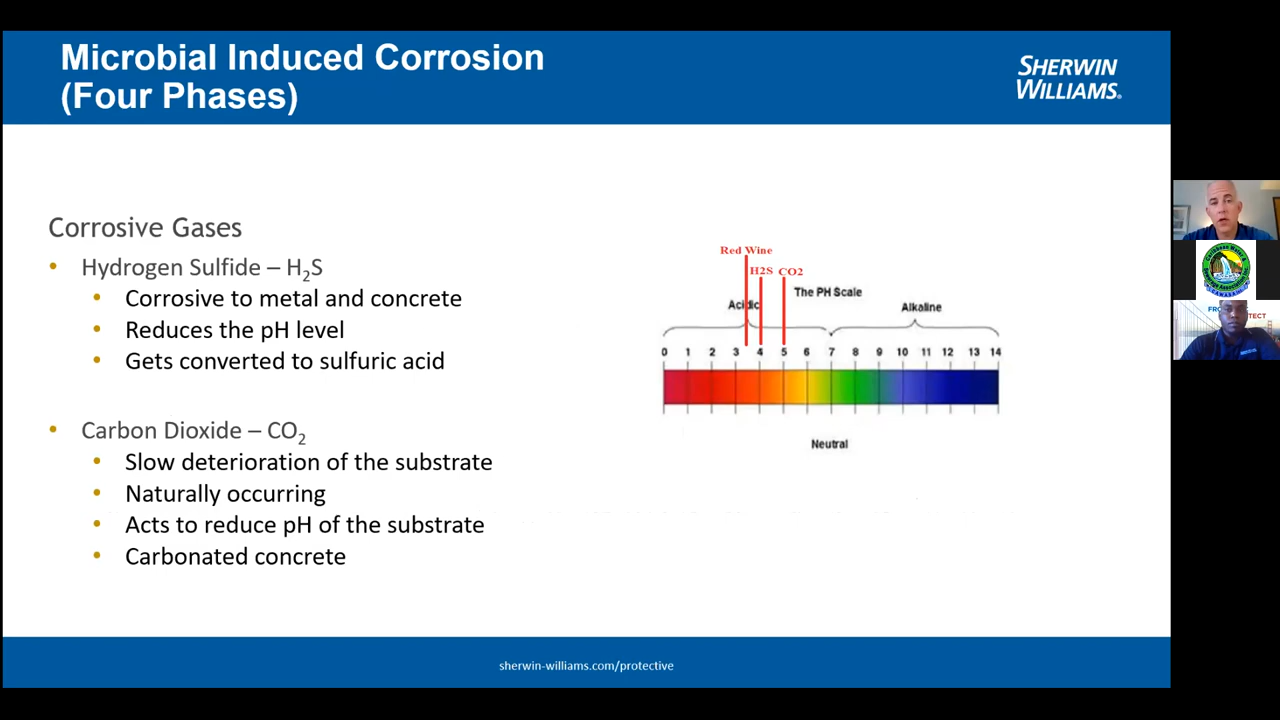 Microbial Induced Corrosion
(Four Phases)
SHERWIN
WILLIAMS®
Corrosive Gases
• Hydrogen Sulfide – H₂S
• Corrosive to metal and concrete
• Reduces the pH level
• Gets converted to sulfuric acid
• Carbon Dioxide – CO₂
• Slow deterioration of the substrate
• Naturally occurring
• Acts to reduce pH of the substrate
• Carbonated concrete
Red Wine
H2S CO2
The PH Scale
Acidic
Alkaline
0 1 2 3 4 5 6 7 8 9 10 11 12 13 14
Neutral
sherwin-williams.com/protective